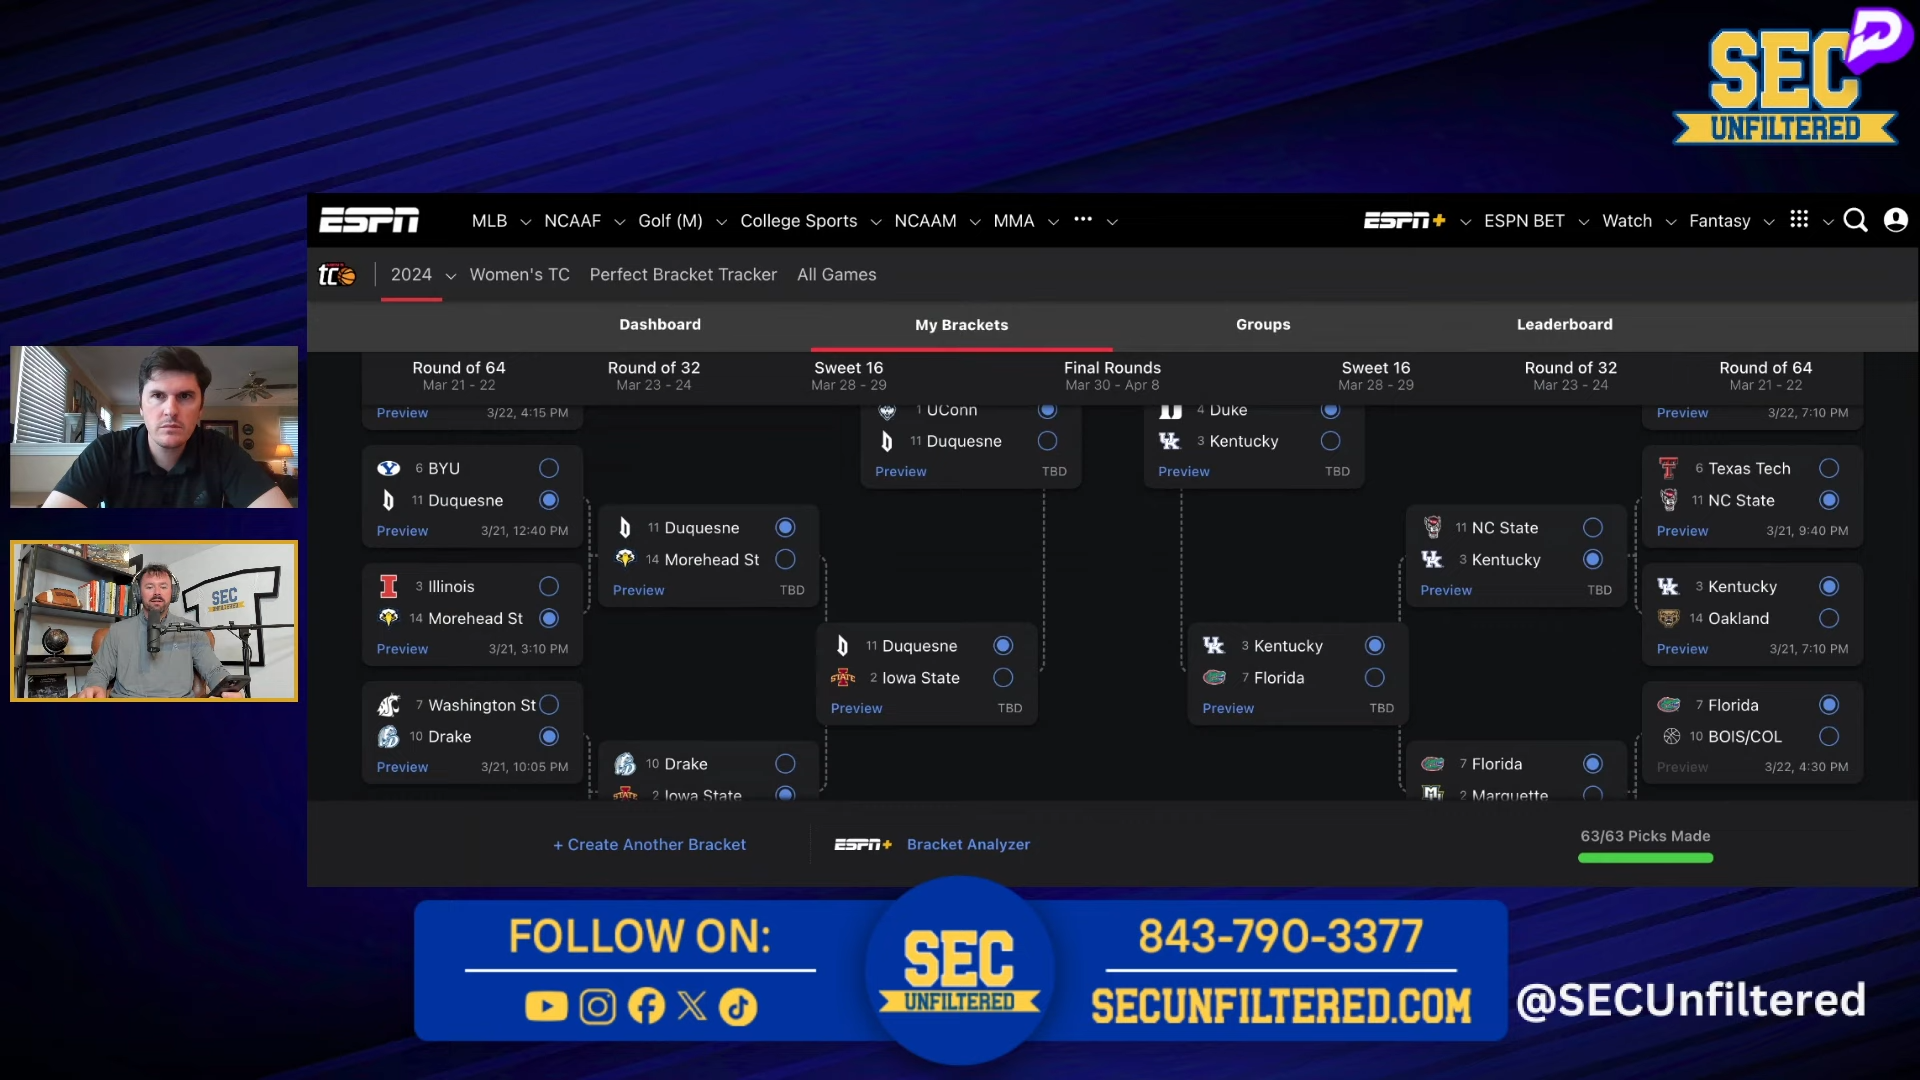 SEC
UNFILTERED
ESPN MLB NCAAF Golf (M) College Sports NCAAM MMA ••• ESPN+ ESPN BET Watch Fantasy
tc 2024 Women's TC Perfect Bracket Tracker All Games
Dashboard My Brackets Groups Leaderboard
Round of 64 Round of 32 Sweet 16 Final Rounds Sweet 16 Round of 32 Round of 64
Mar 21 - 22 Mar 23 - 24 Mar 28 - 29 Mar 30 - Apr 8 Mar 28 - 29 Mar 23 - 24 Mar 21 - 22
Preview 3/22, 4:15 PM
6 BYU
11 Duquesne
Preview 3/21, 12:40 PM
3 Illinois
14 Morehead St
Preview 3/21, 3:10 PM
7 Washington St
10 Drake
Preview 3/21, 10:05 PM
11 Duquesne
14 Morehead St
Preview TBD
10 Drake
2 Iowa State
1 UConn
11 Duquesne
Preview TBD
11 Duquesne
2 Iowa State
Preview TBD
4 Duke
3 Kentucky
Preview TBD
3 Kentucky
7 Florida
Preview TBD
11 NC State
3 Kentucky
Preview TBD
7 Florida
2 Marquette
Preview 3/22, 7:10 PM
6 Texas Tech
11 NC State
Preview 3/21, 9:40 PM
3 Kentucky
14 Oakland
Preview 3/21, 7:10 PM
7 Florida
10 BOIS/COL
Preview 3/22, 4:30 PM
+ Create Another Bracket ESPN+ Bracket Analyzer 63/63 Picks Made
SEC
UNFILTERED
FOLLOW ON:
SEC
UNFILTERED
843-790-3377
SECUNFILTERED.COM
@SECUnfiltered